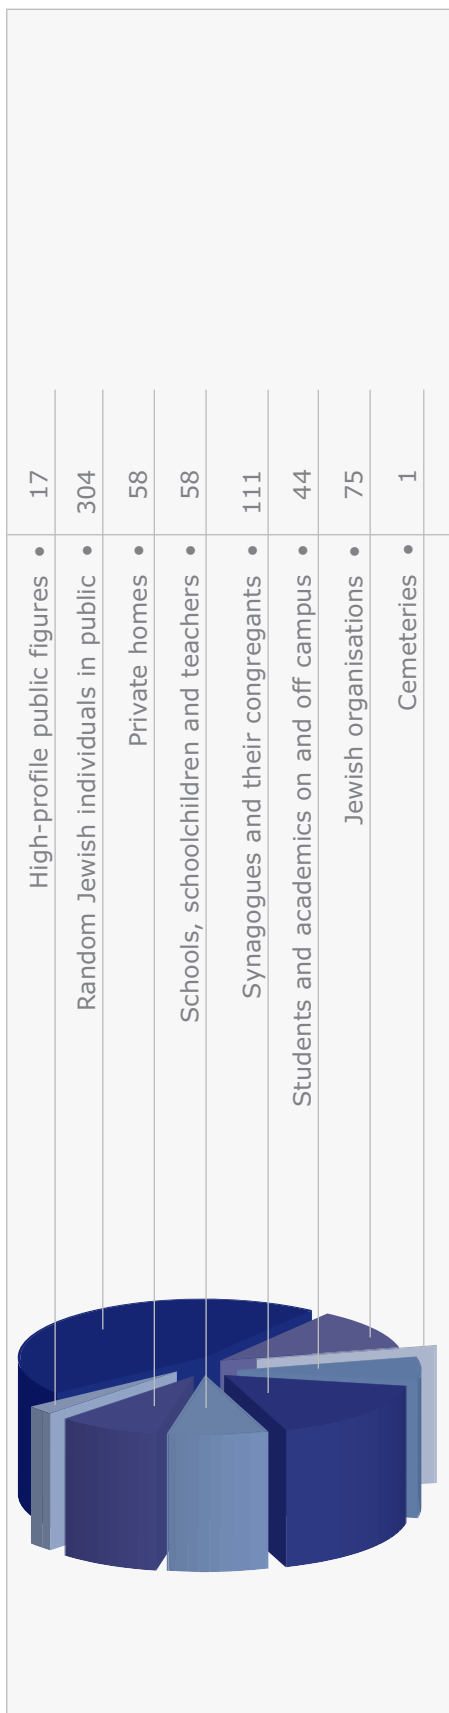 17
High-profile public figures •
304
Random Jewish individuals in public •
58
Private homes •
58
Schools, schoolchildren and teachers •
111
Synagogues and their congregants •
44
Students and academics on and off campus •
75
Jewish organisations •
1
Cemeteries •